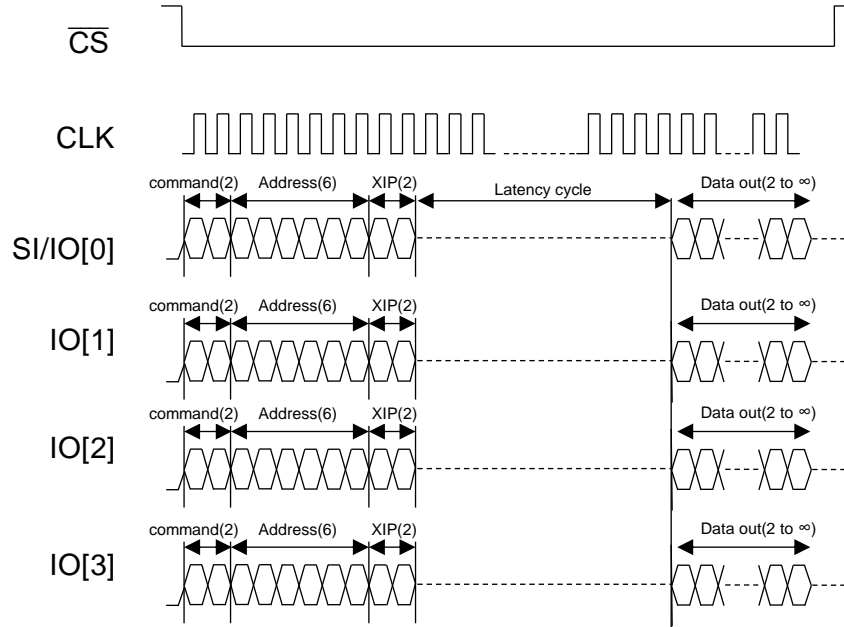 C̅S̅
CLK
command(2) Address(6) XIP(2) Latency cycle Data out(2 to ∞)
SI/IO[0]
command(2) Address(6) XIP(2) Data out(2 to ∞)
IO[1]
command(2) Address(6) XIP(2) Data out(2 to ∞)
IO[2]
command(2) Address(6) XIP(2) Data out(2 to ∞)
IO[3]